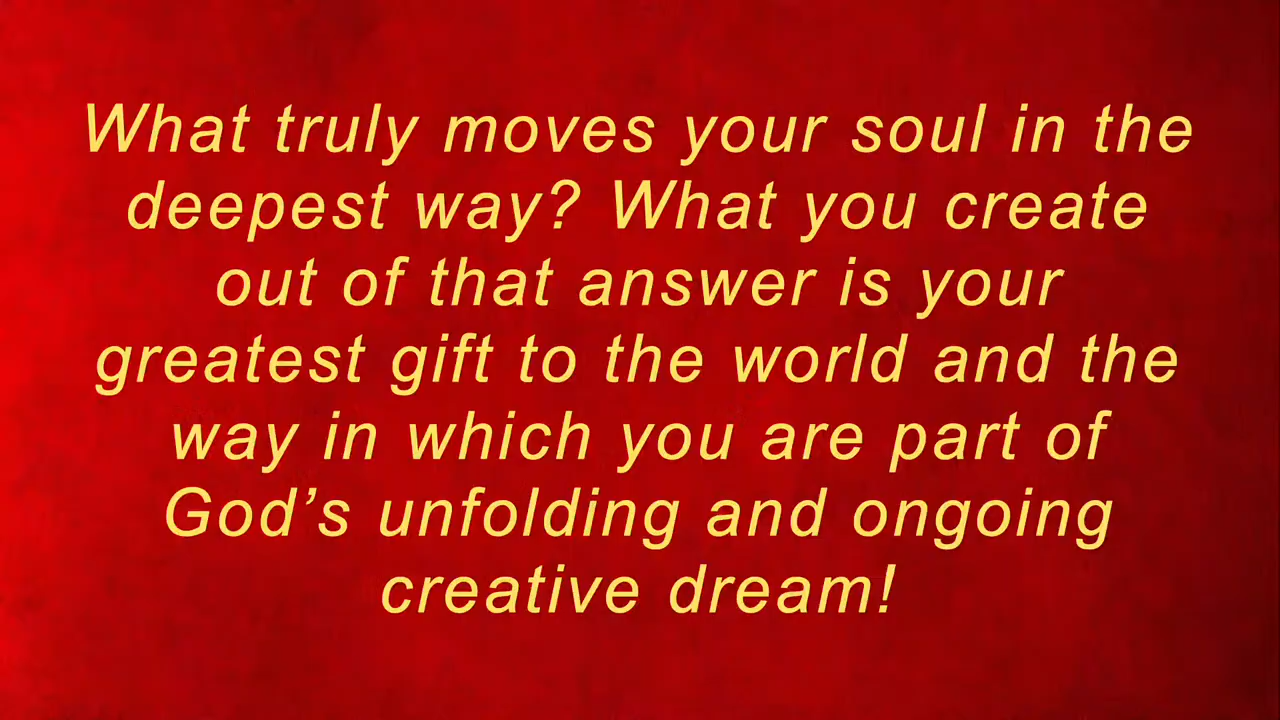 What truly moves your soul in the
deepest way? What you create
out of that answer is your
greatest gift to the world and the
way in which you are part of
God’s unfolding and ongoing
creative dream!